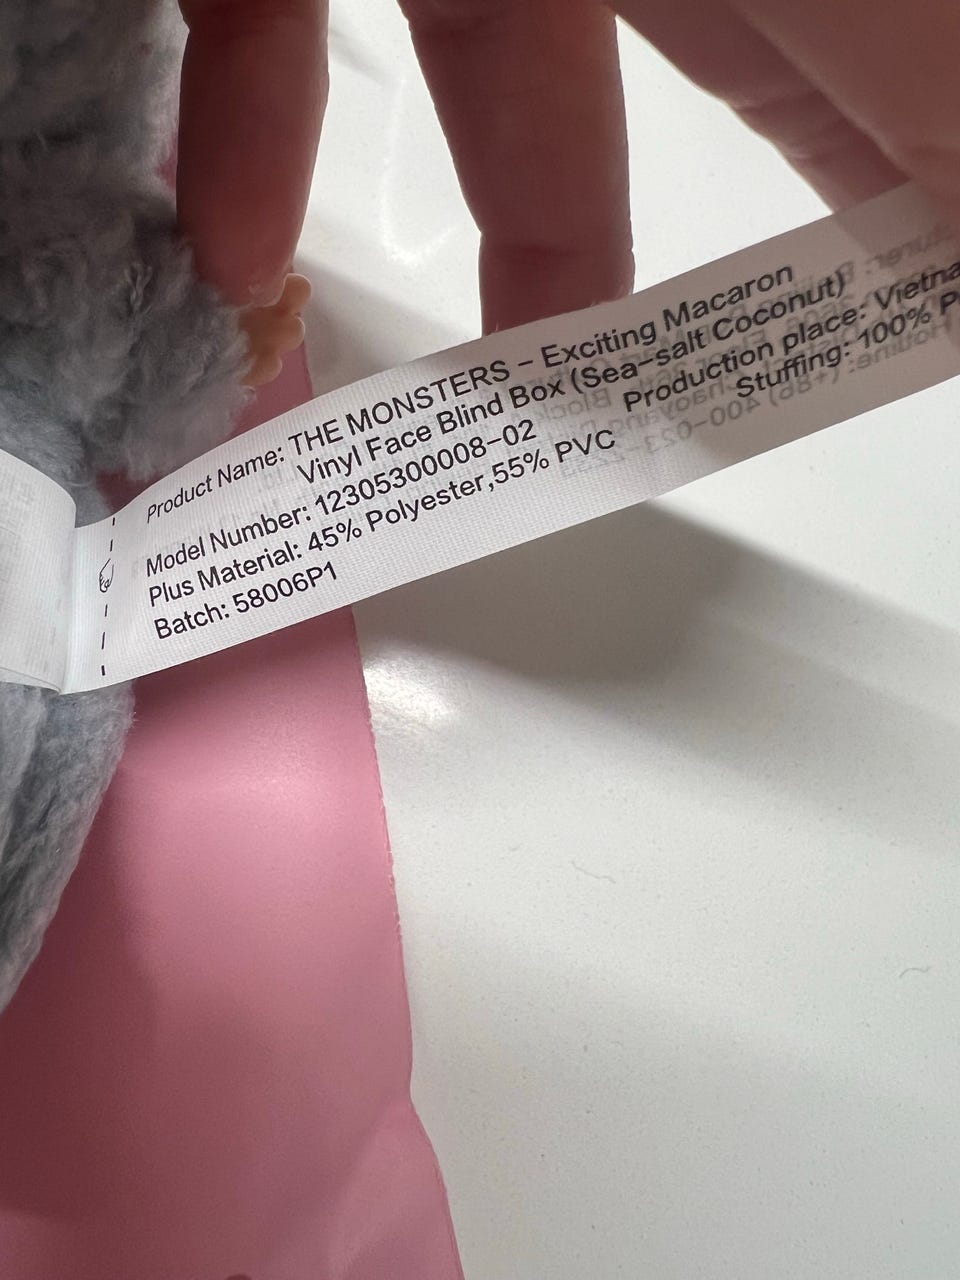 Product Name: THE MONSTERS – Exciting Macaron
Vinyl Face Blind Box (Sea–salt Coconut)
Model Number: 12305300008–02 Production place: Vietna
Plus Material: 45% Polyester,55% PVC Stuffing: 100% P
Batch: 58006P1